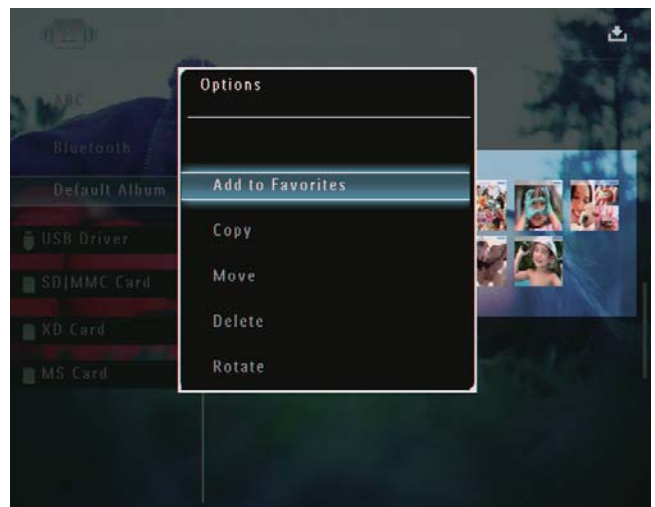 Options
Add to Favorites
Copy
Move
Delete
Rotate
ABC
Bluetooth
Default Album
USB Driver
SD|MMC Card
XD Card
MS Card